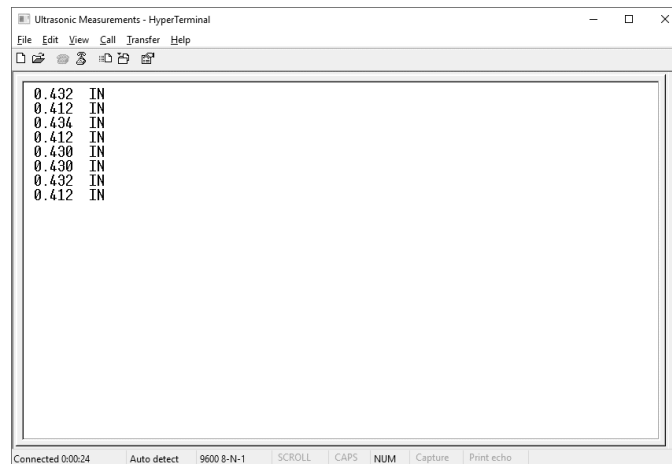 Ultrasonic Measurements - HyperTerminal
File Edit View Call Transfer Help
0.432 IN
0.412 IN
0.434 IN
0.412 IN
0.430 IN
0.430 IN
0.432 IN
0.412 IN
Connected 0:00:24 Auto detect 9600 8-N-1 SCROLL CAPS NUM Capture Print echo